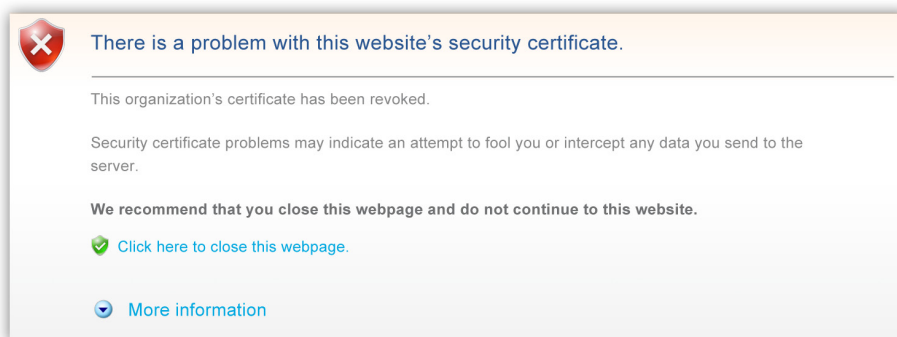 There is a problem with this website’s security certificate.
This organization’s certificate has been revoked.
Security certificate problems may indicate an attempt to fool you or intercept any data you send to the
server.
We recommend that you close this webpage and do not continue to this website.
Click here to close this webpage.
More information